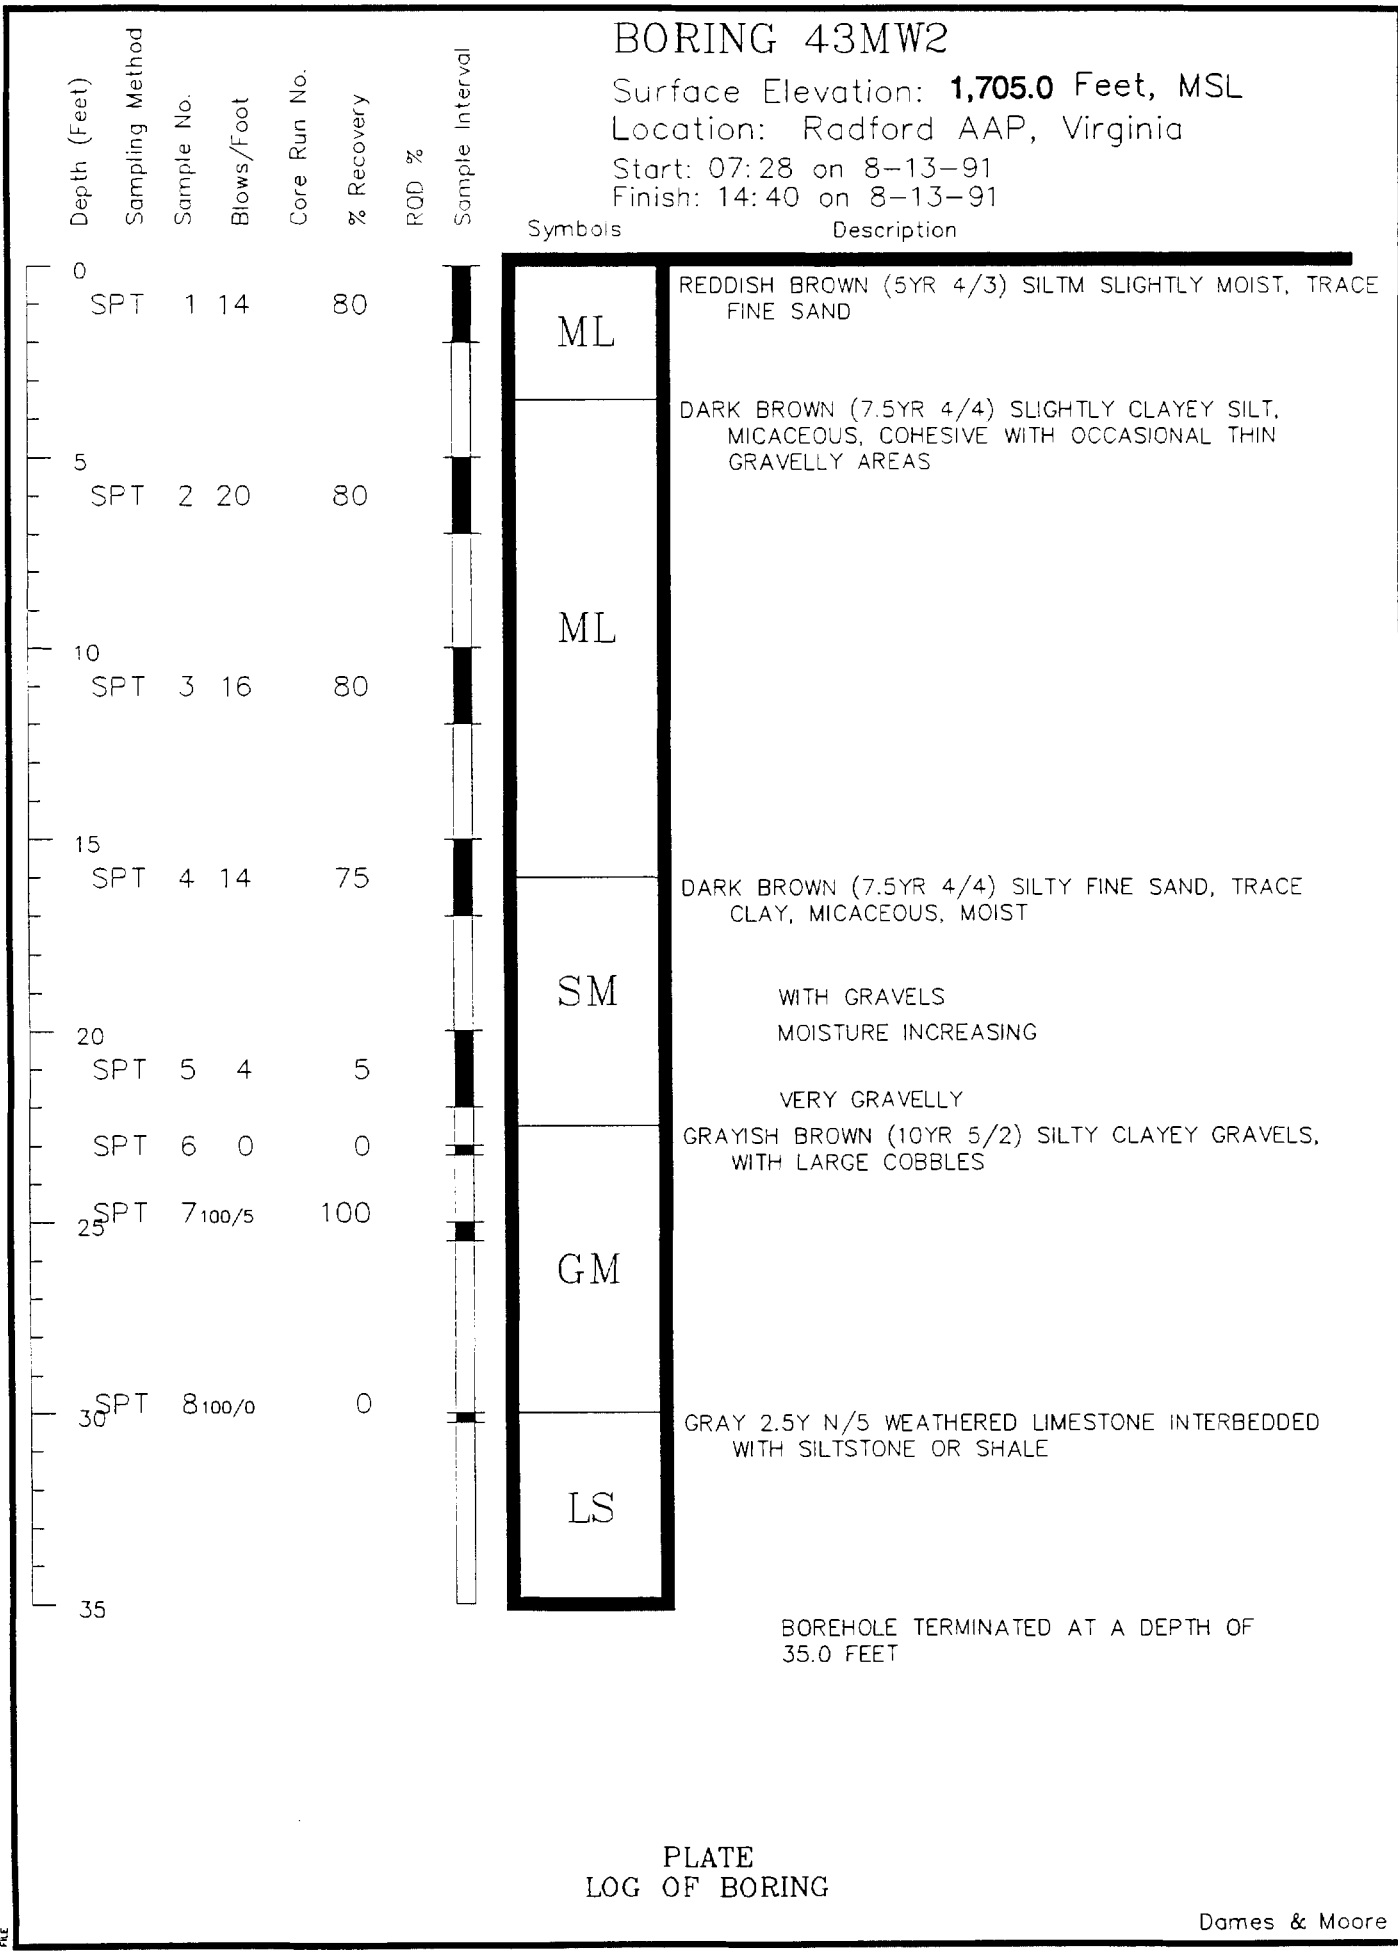 BORING 43MW2
Surface Elevation: 1,705.0 Feet, MSL
Location: Radford AAP, Virginia
Start: 07:28 on 8-13-91
Finish: 14:40 on 8-13-91
Depth (Feet)
Sampling Method
Sample No.
Blows/Foot
Core Run No.
% Recovery
RQD %
Sample Interval
Symbols Description
0
SPT 1 14 80
ML
REDDISH BROWN (5YR 4/3) SILTM SLIGHTLY MOIST, TRACE
FINE SAND
DARK BROWN (7.5YR 4/4) SLIGHTLY CLAYEY SILT,
MICACEOUS, COHESIVE WITH OCCASIONAL THIN
GRAVELLY AREAS
5
SPT 2 20 80
ML
10
SPT 3 16 80
15
SPT 4 14 75
DARK BROWN (7.5YR 4/4) SILTY FINE SAND, TRACE
CLAY, MICACEOUS, MOIST
SM
WITH GRAVELS
MOISTURE INCREASING
20
SPT 5 4 5
VERY GRAVELLY
GRAYISH BROWN (10YR 5/2) SILTY CLAYEY GRAVELS,
WITH LARGE COBBLES
SPT 6 0 0
SPT 7 100/5 100
25
GM
SPT 8 100/0 0
30
GRAY 2.5Y N/5 WEATHERED LIMESTONE INTERBEDDED
WITH SILTSTONE OR SHALE
LS
35
BOREHOLE TERMINATED AT A DEPTH OF
35.0 FEET
PLATE
LOG OF BORING
Dames & Moore
FILE